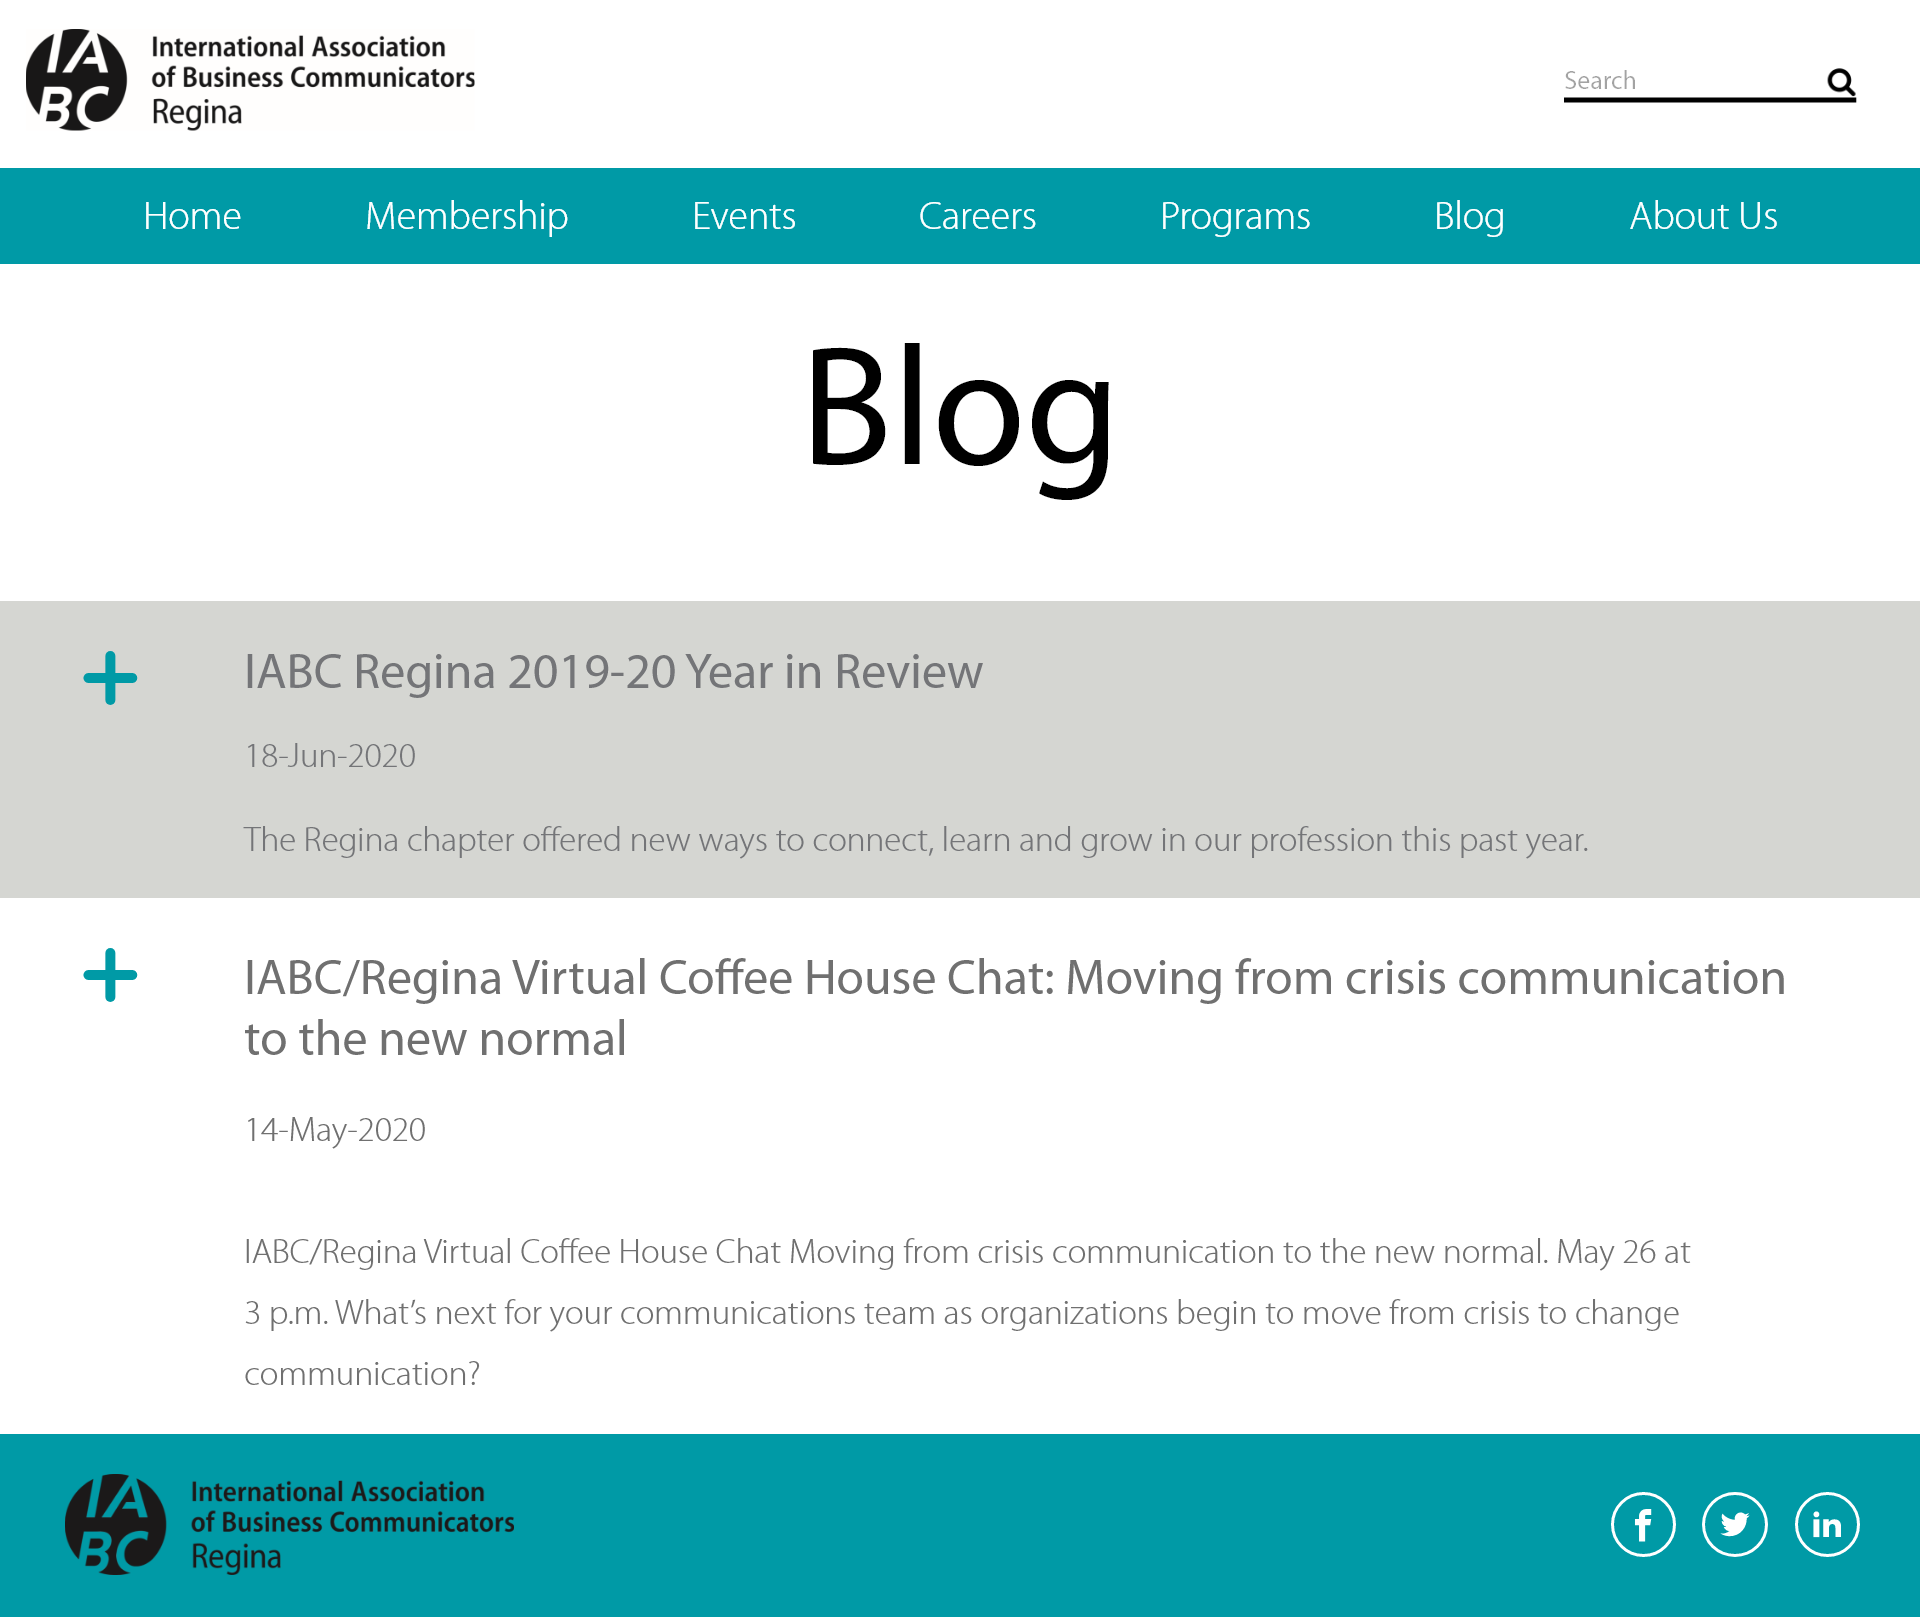 IA
BC
International Association
of Business Communicators
Regina
Search
Home Membership Events Careers Programs Blog About Us
Blog
IABC Regina 2019-20 Year in Review
18-Jun-2020
The Regina chapter offered new ways to connect, learn and grow in our profession this past year.
IABC/Regina Virtual Coffee House Chat: Moving from crisis communication
to the new normal
14-May-2020
IABC/Regina Virtual Coffee House Chat Moving from crisis communication to the new normal. May 26 at
3 p.m. What’s next for your communications team as organizations begin to move from crisis to change
communication?
IA
BC
International Association
of Business Communicators
Regina
f in